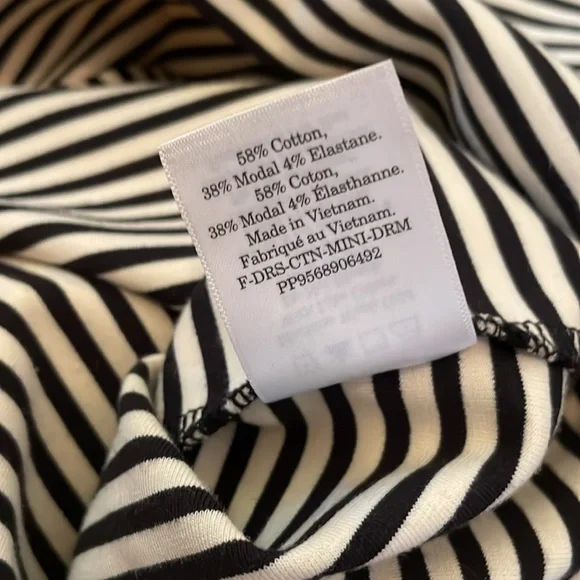 58% Cotton,
38% Modal 4% Elastane.
58% Coton,
38% Modal 4% Élasthanne.
Made in Vietnam.
Fabriqué au Vietnam.
F-DRS-CTN-MINI-DRM
PP9568906492